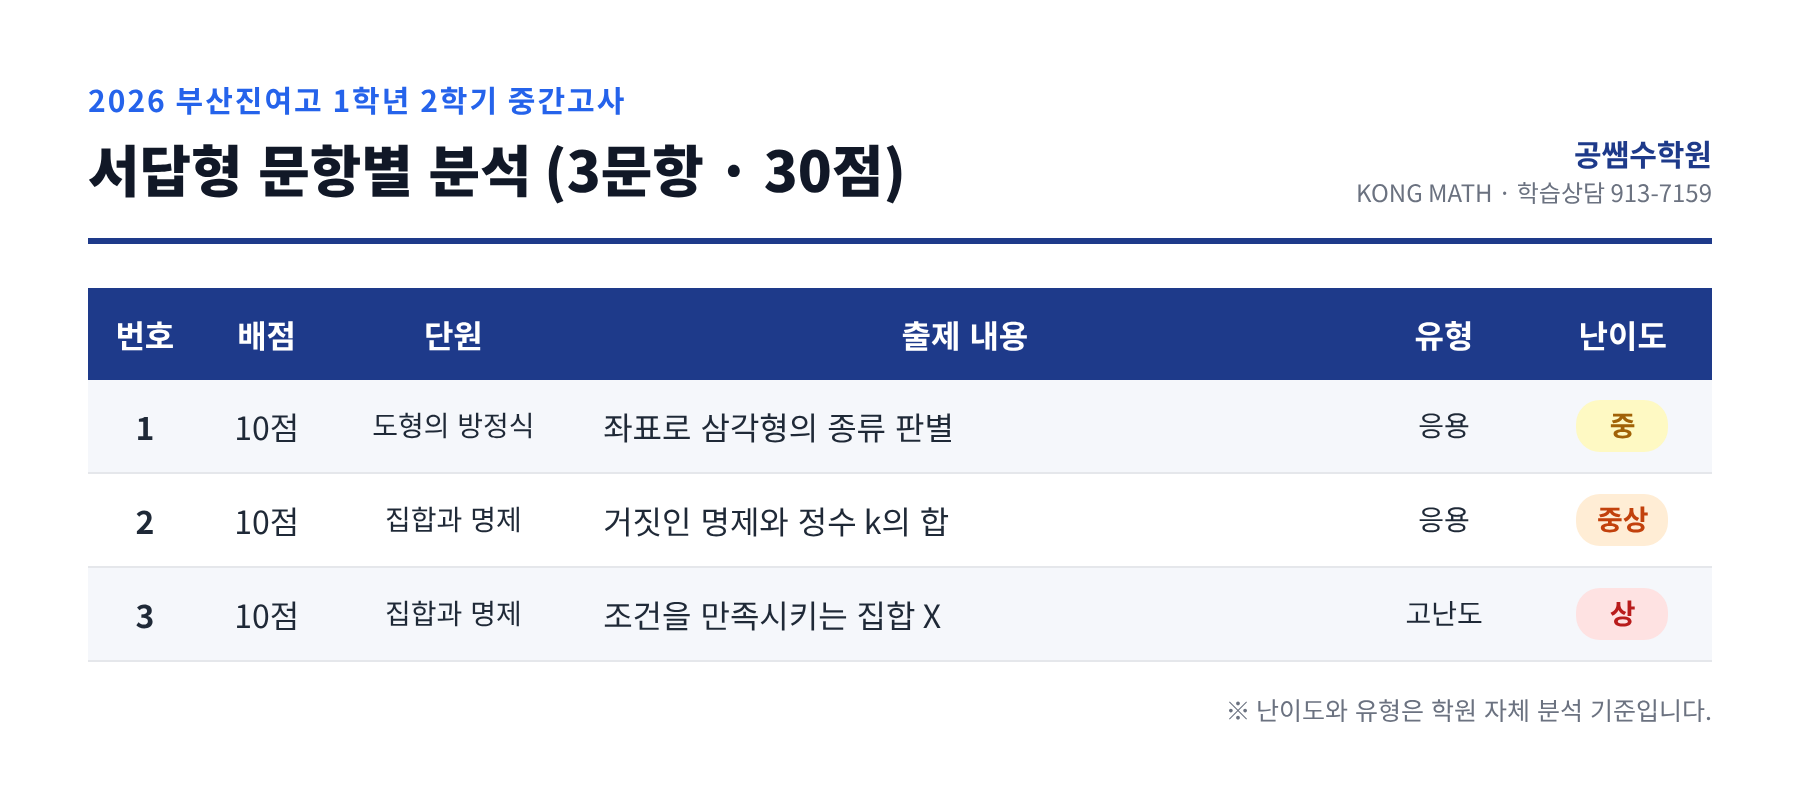 2026 부산진여고 1학년 2학기 중간고사
서답형 문항별 분석 (3문항 · 30점)
공쌤수학원
KONG MATH · 학습상담 913-7159
번호 배점 단원 출제 내용 유형 난이도
1 10점 도형의 방정식 좌표로 삼각형의 종류 판별 응용 중
2 10점 집합과 명제 거짓인 명제와 정수 k의 합 응용 중상
3 10점 집합과 명제 조건을 만족시키는 집합 X 고난도 상
※ 난이도와 유형은 학원 자체 분석 기준입니다.